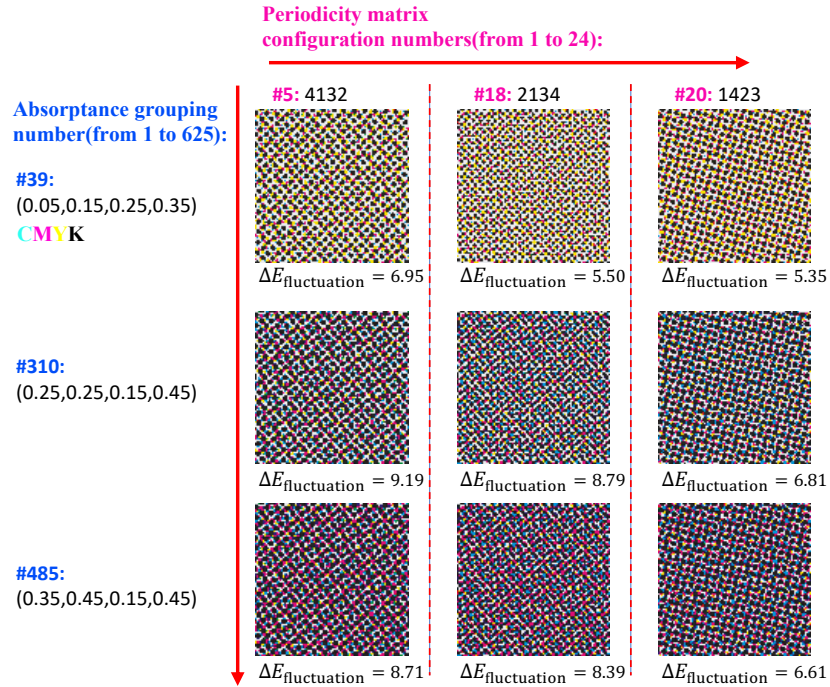 Periodicity matrix
configuration numbers(from 1 to 24):
Absorptance grouping
number(from 1 to 625):
#5: 4132
#18: 2134
#20: 1423
#39:
(0.05,0.15,0.25,0.35)
CMYK
ΔE_fluctuation = 6.95
ΔE_fluctuation = 5.50
ΔE_fluctuation = 5.35
#310:
(0.25,0.25,0.15,0.45)
ΔE_fluctuation = 9.19
ΔE_fluctuation = 8.79
ΔE_fluctuation = 6.81
#485:
(0.35,0.45,0.15,0.45)
ΔE_fluctuation = 8.71
ΔE_fluctuation = 8.39
ΔE_fluctuation = 6.61